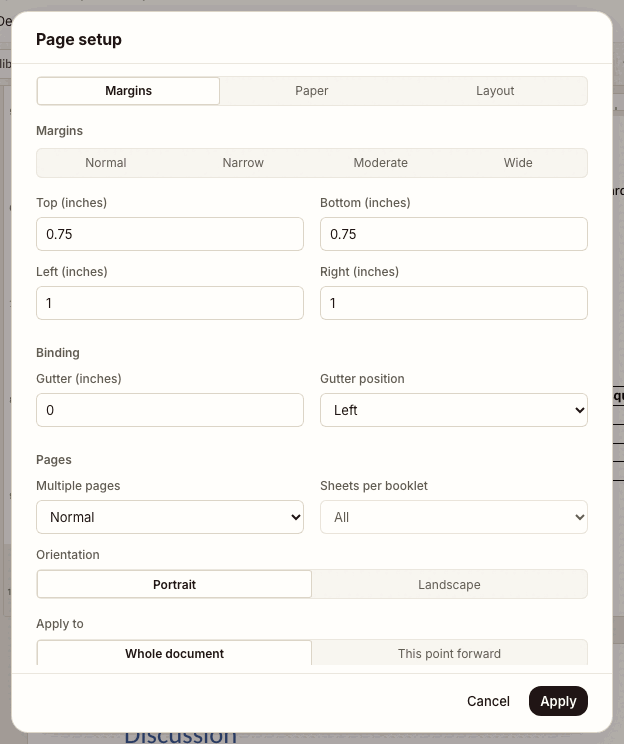 Page setup
Margins Paper Layout
Margins
Normal Narrow Moderate Wide
Top (inches) Bottom (inches)
0.75 0.75
Left (inches) Right (inches)
1 1
Binding
Gutter (inches) Gutter position
0 Left
Pages
Multiple pages Sheets per booklet
Normal All
Orientation
Portrait Landscape
Apply to
Whole document This point forward
Cancel Apply
Discussion